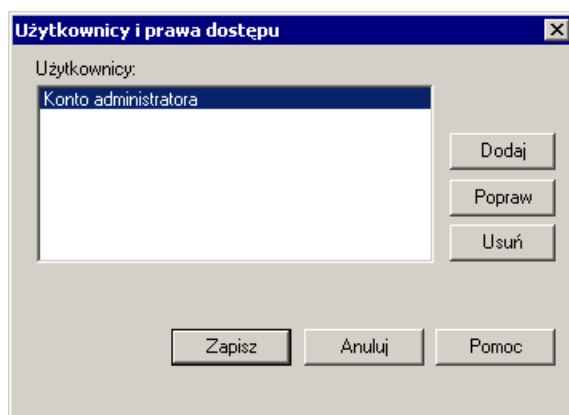 Użytkownicy i prawa dostępu
Użytkownicy:
Konto administratora
Dodaj
Popraw
Usuń
Zapisz
Anuluj
Pomoc